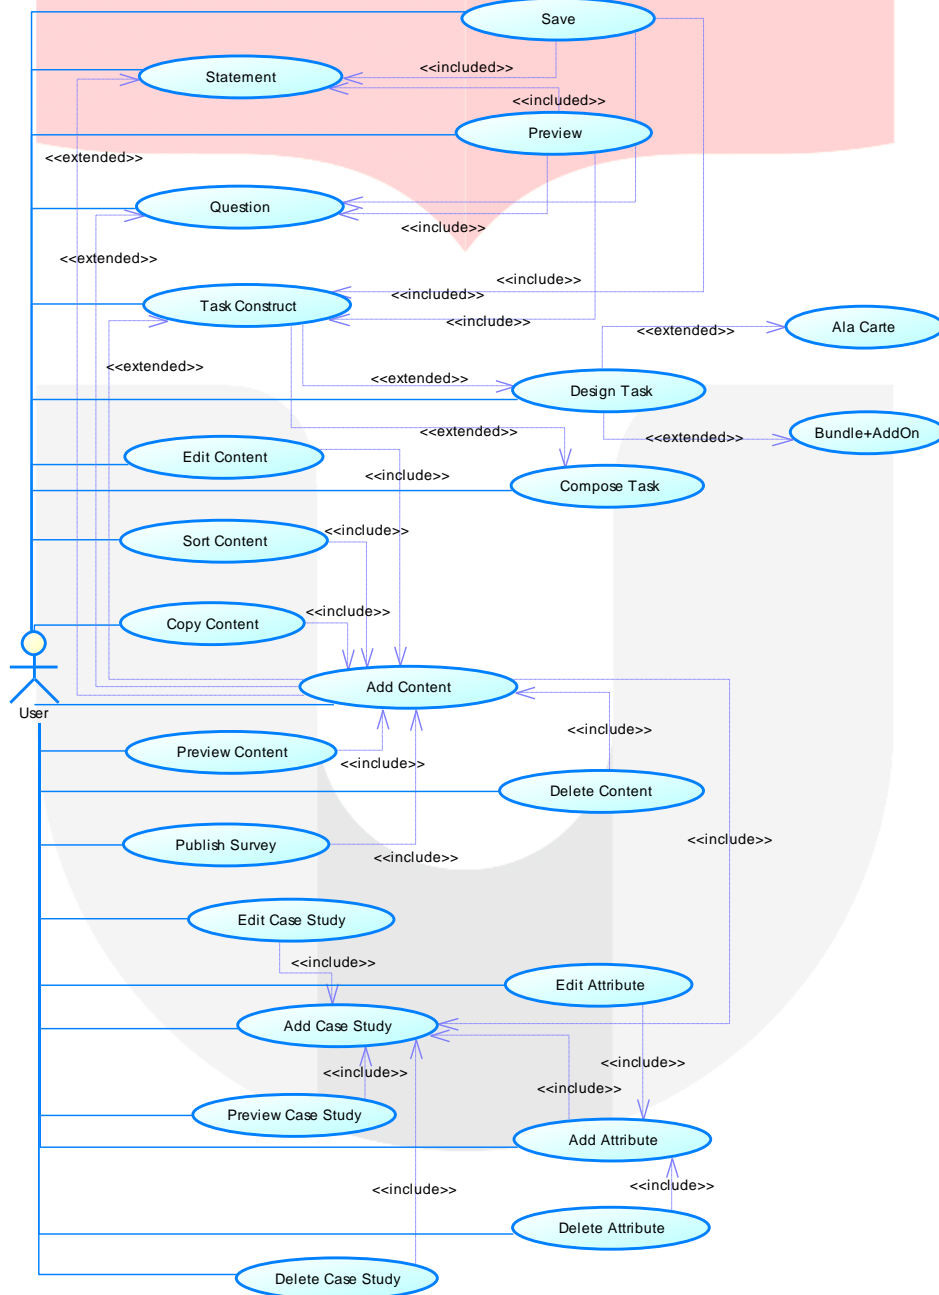 Save
<<included>>
Statement
<<included>>
Preview
<<extended>>
Question
<<include>>
<<extended>>
<<include>>
<<included>>
Task Construct
<<include>>
Ala Carte
<<extended>>
<<extended>>
<<extended>>
Design Task
<<extended>>
Bundle+AddOn
<<extended>>
Edit Content
<<include>>
Compose Task
<<include>>
Sort Content
<<include>>
Copy Content
Add Content
User
<<include>>
Preview Content
<<include>>
Delete Content
<<include>>
Publish Survey
<<include>>
Edit Case Study
<<include>>
Edit Attribute
Add Case Study
<<include>>
<<include>>
<<include>>
Preview Case Study
Add Attribute
<<include>>
<<include>>
Delete Attribute
Delete Case Study